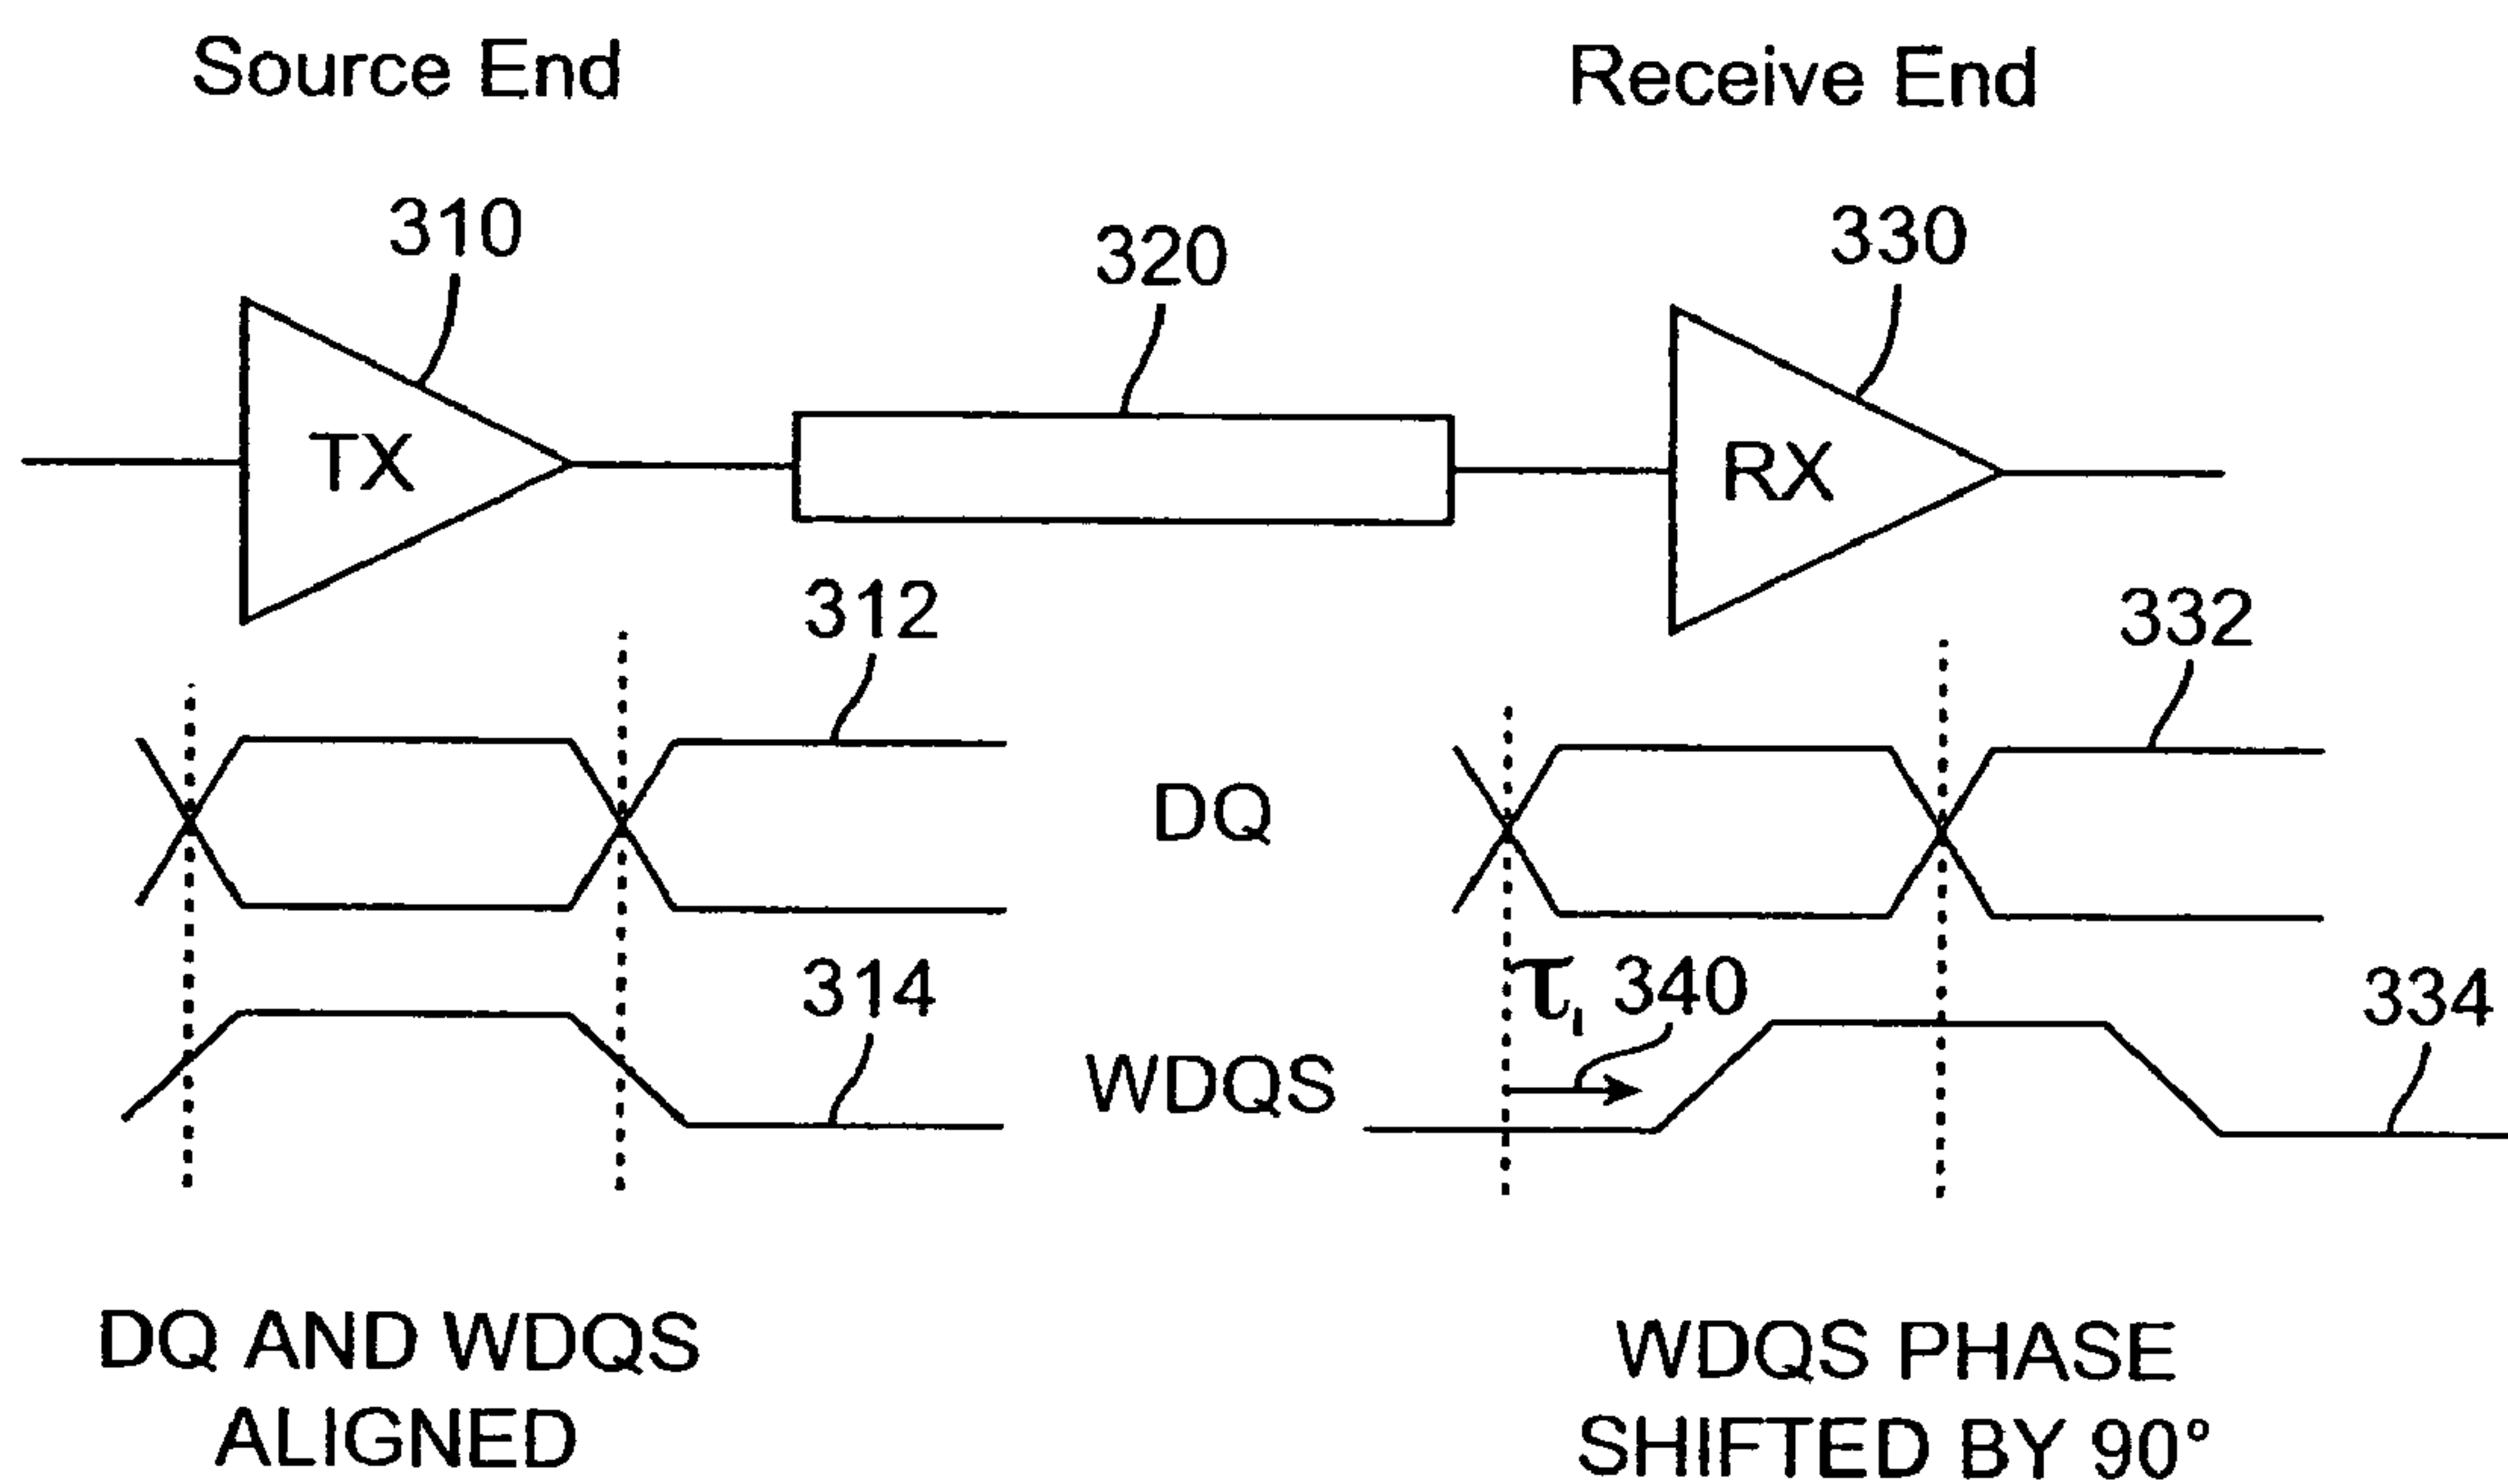 Source End
Receive End
310
320
330
TX
RX
312
332
DQ
τ₁ 340
314
334
WDQS
DQ AND WDQS
ALIGNED
WDQS PHASE
SHIFTED BY 90°